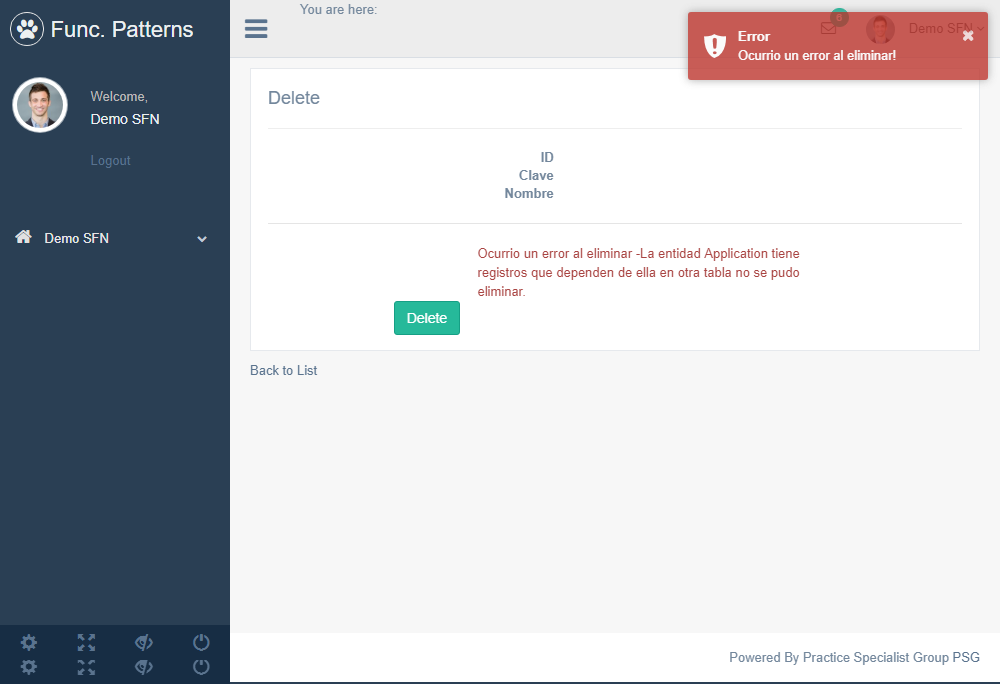 Func. Patterns
Welcome,
Demo SFN
Logout
Demo SFN
You are here:
6
Demo SFN
Error
Ocurrio un error al eliminar!
Delete
ID
Clave
Nombre
Ocurrio un error al eliminar -La entidad Application tiene
registros que dependen de ella en otra tabla no se pudo
eliminar.
Delete
Back to List
Powered By Practice Specialist Group PSG